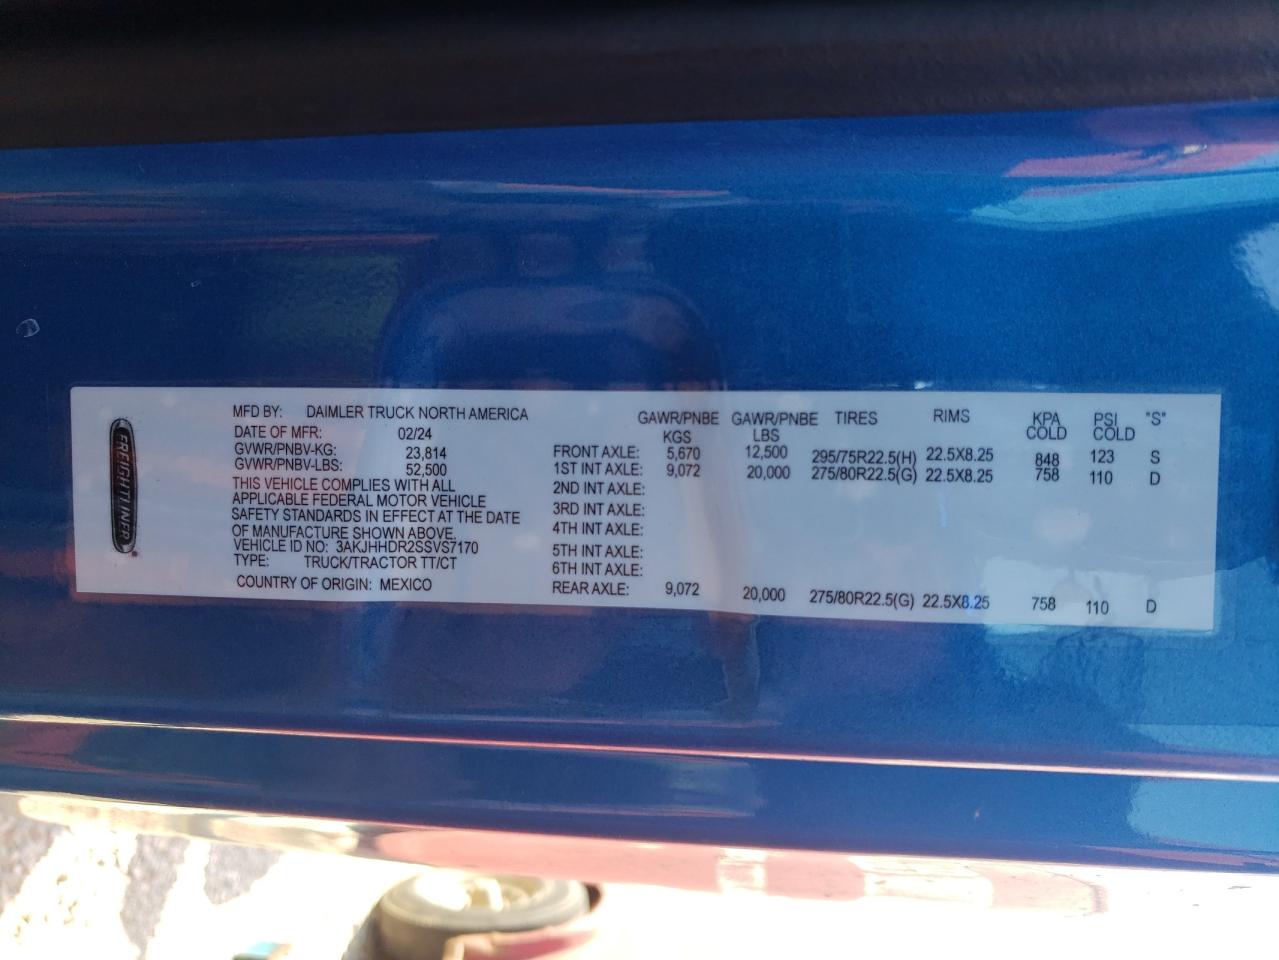 FREIGHTLINER
MFD BY: DAIMLER TRUCK NORTH AMERICA
DATE OF MFR: 02/24
GVWR/PNBV-KG: 23,814
GVWR/PNBV-LBS: 52,500
THIS VEHICLE COMPLIES WITH ALL
APPLICABLE FEDERAL MOTOR VEHICLE
SAFETY STANDARDS IN EFFECT AT THE DATE
OF MANUFACTURE SHOWN ABOVE.
VEHICLE ID NO: 3AKJHHDR2SSVS7170
TYPE: TRUCK/TRACTOR TT/CT
COUNTRY OF ORIGIN: MEXICO
GAWR/PNBE GAWR/PNBE TIRES RIMS KPA PSI "S"
KGS LBS COLD COLD
FRONT AXLE: 5,670 12,500 295/75R22.5(H) 22.5X8.25 848 123 S
1ST INT AXLE: 9,072 20,000 275/80R22.5(G) 22.5X8.25 758 110 D
2ND INT AXLE:
3RD INT AXLE:
4TH INT AXLE:
5TH INT AXLE:
6TH INT AXLE:
REAR AXLE: 9,072 20,000 275/80R22.5(G) 22.5X8.25 758 110 D